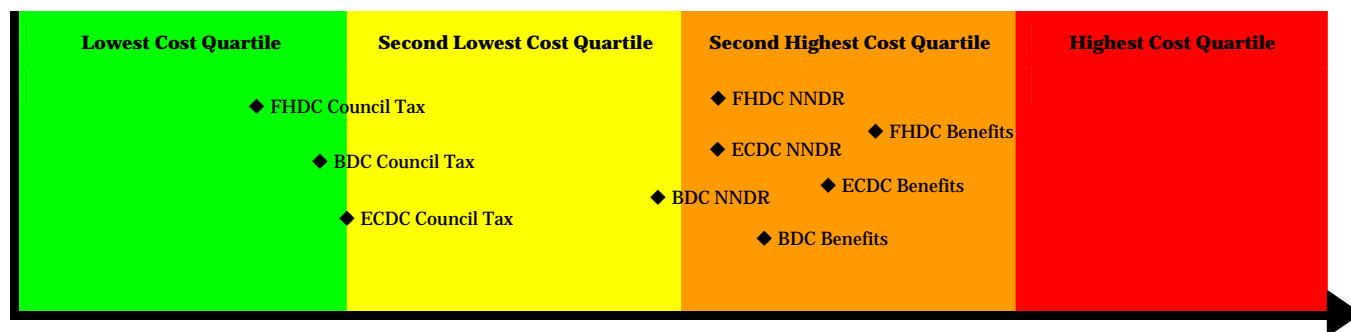 Lowest Cost Quartile
Second Lowest Cost Quartile
Second Highest Cost Quartile
Highest Cost Quartile
FHDC NNDR
FHDC Council Tax
FHDC Benefits
ECDC NNDR
BDC Council Tax
ECDC Benefits
BDC NNDR
ECDC Council Tax
BDC Benefits